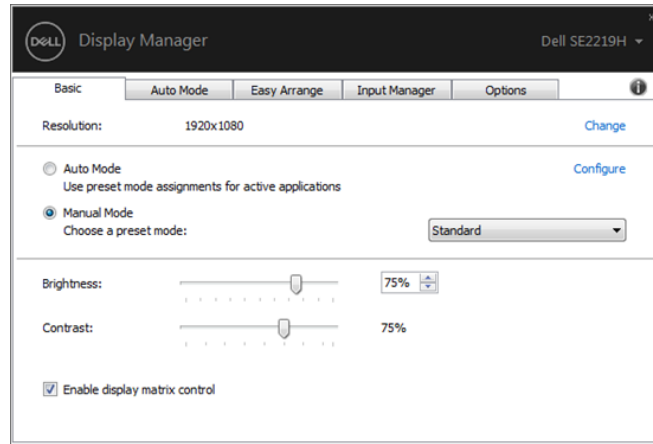 DELL Display Manager Dell SE2219H
Basic Auto Mode Easy Arrange Input Manager Options
Resolution: 1920x1080 Change
Auto Mode Configure
Use preset mode assignments for active applications
Manual Mode
Choose a preset mode: Standard
Brightness: 75%
Contrast: 75%
Enable display matrix control